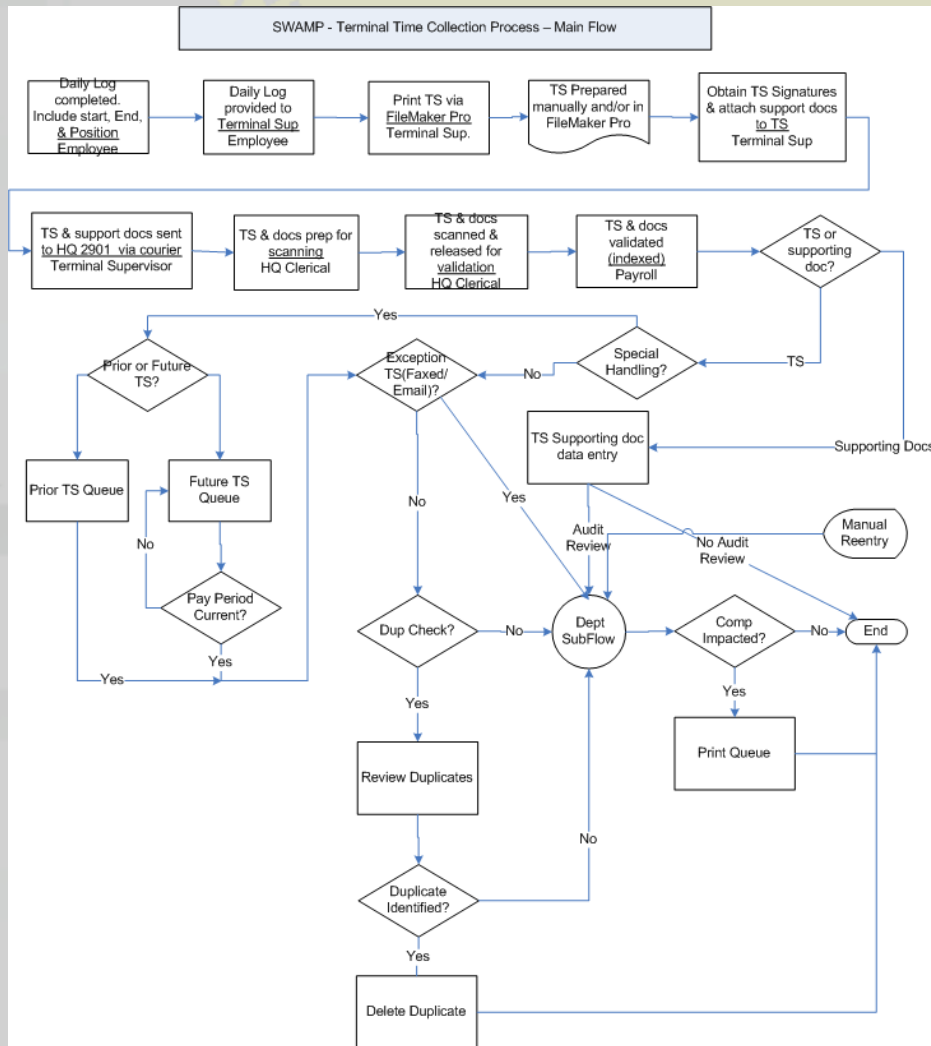 SWAMP - Terminal Time Collection Process – Main Flow
Daily Log
completed.
Include start, End,
& Position
Employee
Daily Log
provided to
Terminal Sup
Employee
Print TS via
FileMaker Pro
Terminal Sup.
TS Prepared
manually and/or in
FileMaker Pro
Obtain TS Signatures
& attach support docs
to TS
Terminal Sup
TS & support docs sent
to HQ 2901 via courier
Terminal Supervisor
TS & docs prep for
scanning
HQ Clerical
TS & docs
scanned &
released for
validation
HQ Clerical
TS & docs
validated
(indexed)
Payroll
TS or
supporting
doc?
Yes
Prior or Future
TS?
Exception
TS(Faxed/
Email)?
No
Special
Handling?
TS
TS Supporting doc
data entry
Supporting Docs
Prior TS Queue
Future TS
Queue
No
Yes
Audit
Review
No Audit
Review
Manual
Reentry
No
Pay Period
Current?
Yes
Yes
Dup Check?
No
Dept
SubFlow
Comp
Impacted?
No
End
Yes
Yes
Print Queue
Review Duplicates
No
Duplicate
Identified?
Yes
Delete Duplicate